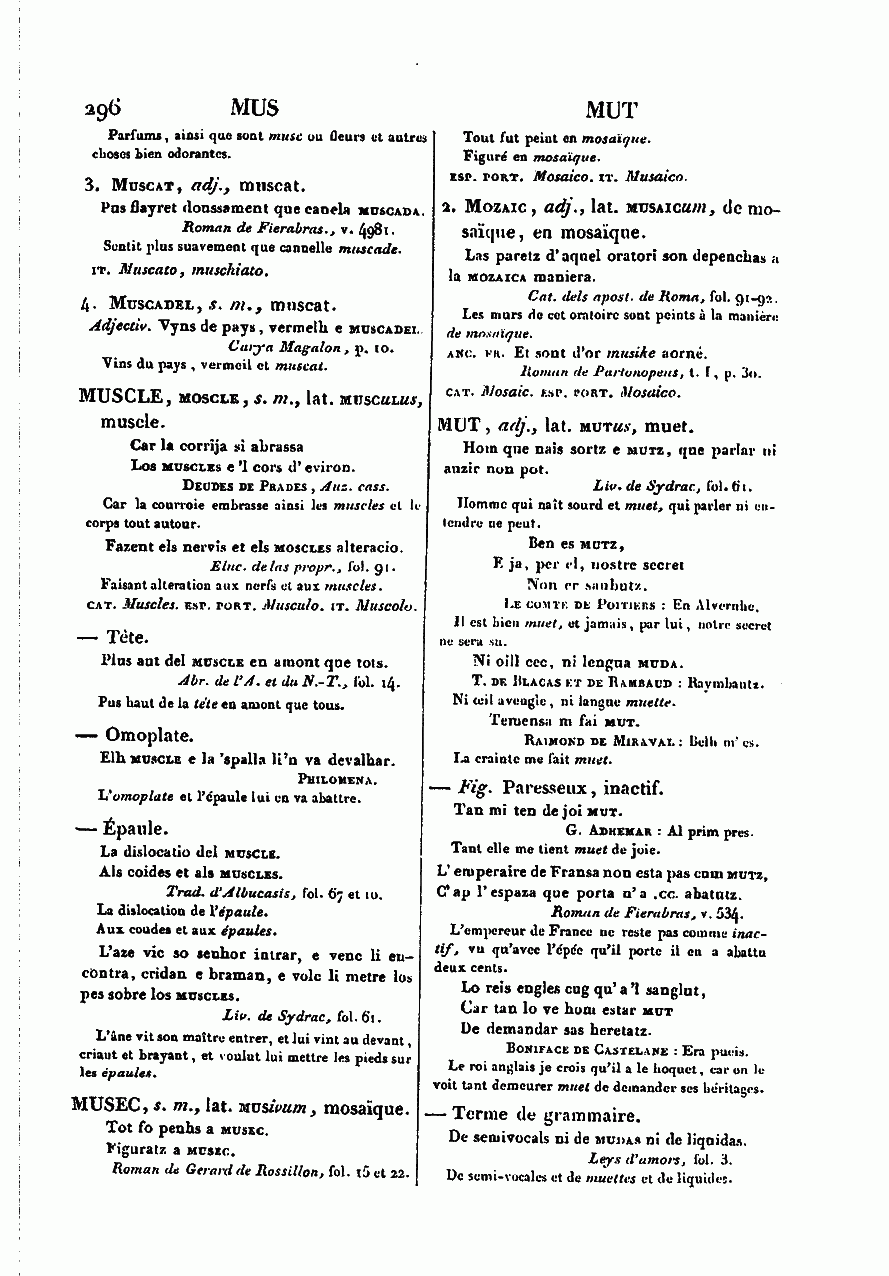 296 MUS MUT
Parfums, ainsi que sont musc ou fleurs et autres
choses bien odorantes.
3. Muscat, adj., muscat.
Pus flayret doussament que canela muscada.
Roman de Fierabras., v. 4981.
Sentit plus suavement que cannelle muscade.
it. Muscato, muschiato.
4. Muscadel, s. m., muscat.
Adjectiv. Vyns de pays, vermelh e muscadel.
Carya Magalon, p. 10.
Vins du pays, vermeil et muscat.
MUSCLE, moscle, s. m., lat. musculus,
muscle.
Car la corrija si abrassa
Los muscles e 'l cors d'eviron.
Deudes de Prades, Auz. cass.
Car la courroie embrasse ainsi les muscles et le
corps tout autour.
Fazent els nervis et els moscles alteracio.
Eluc. de las propr., fol. 91.
Faisant alteration aux nerfs et aux muscles.
cat. Muscles. esp. port. Musculo. it. Muscolo.
— Tête.
Plus aut del muscle en amont que tots.
Abr. de l'A. et du N.-T., fol. 14.
Pus haut de la tête en amont que tous.
— Omoplate.
Elh muscle e la 'spalla li'n va devalhar.
Philomena.
L'omoplate et l'épaule lui en va abattre.
— Épaule.
La dislocatio del muscle.
Als coides et als muscles.
Trad. d'Albucasis, fol. 67 et 10.
La dislocation de l'épaule.
Aux coudes et aux épaules.
L'aze vic so senhor intrar, e venc li en-
contra, cridan e braman, e volc li metre los
pes sobre los muscles.
Liv. de Sydrac, fol. 61.
L'âne vit son maître entrer, et lui vint au devant,
criant et brayant, et voulut lui mettre les pieds sur
les épaules.
MUSEC, s. m., lat. musivum, mosaïque.
Tot fo penhs a musec.
Figuratz a musec.
Roman de Gerard de Rossillon, fol. 15 et 22.
Tout fut peint en mosaïque.
Figuré en mosaïque.
esp. port. Mosaico. it. Musaico.
2. Mozaic, adj., lat. musaicum, de mo-
saïque, en mosaïque.
Las paretz d'aquel oratori son depenchas a
la mozaica maniera.
Cat. dels apost. de Roma, fol. 91-92.
Les murs de cet oratoire sont peints à la manière
de mosaïque.
anc. fr. Et sont d'or musike aorné.
Roman de Partonopeus, t. I, p. 30.
cat. Mosaic. esp. port. Mosaico.
MUT, adj., lat. mutus, muet.
Hom que nais sortz e mutz, que parlar ni
auzir non pot.
Liv. de Sydrac, fol. 61.
Homme qui naît sourd et muet, qui parler ni en-
tendre ne peut.
Ben es mutz,
E ja, per el, nostre secret
Non er saubutz.
Le comte de Poitiers : En Alvernhe.
Il est bien muet, et jamais, par lui, notre secret
ne sera su.
Ni oill cec, ni lengua muda.
T. de Blacas et de Rambaud : Raymbautz.
Ni œil aveugle, ni langue muette.
Temensa m fai mut.
Raimond de Miraval : Belh m'es.
La crainte me fait muet.
— Fig. Paresseux, inactif.
Tan mi ten de joi mut.
G. Adhemar : Al prim pres.
Tant elle me tient muet de joie.
L'emperaire de Fransa non esta pas com mutz,
C'ap l'espaza que porta n'a .cc. abatutz.
Roman de Fierabras, v. 534.
L'empereur de France ne reste pas comme inac-
tif, vu qu'avec l'épée qu'il porte il en a abattu
deux cents.
Lo reis engles cug qu'a'l sanglut,
Car tan lo ve hom estar mut
De demandar sas heretatz.
Boniface de Castelane : Era pueis.
Le roi anglais je crois qu'il a le hoquet, car on le
voit tant demeurer muet de demander ses héritages.
— Terme de grammaire.
De semivocals ni de mudas ni de liquidas.
Leys d'amors, fol. 3.
De semi-vocales et de muettes et de liquides.